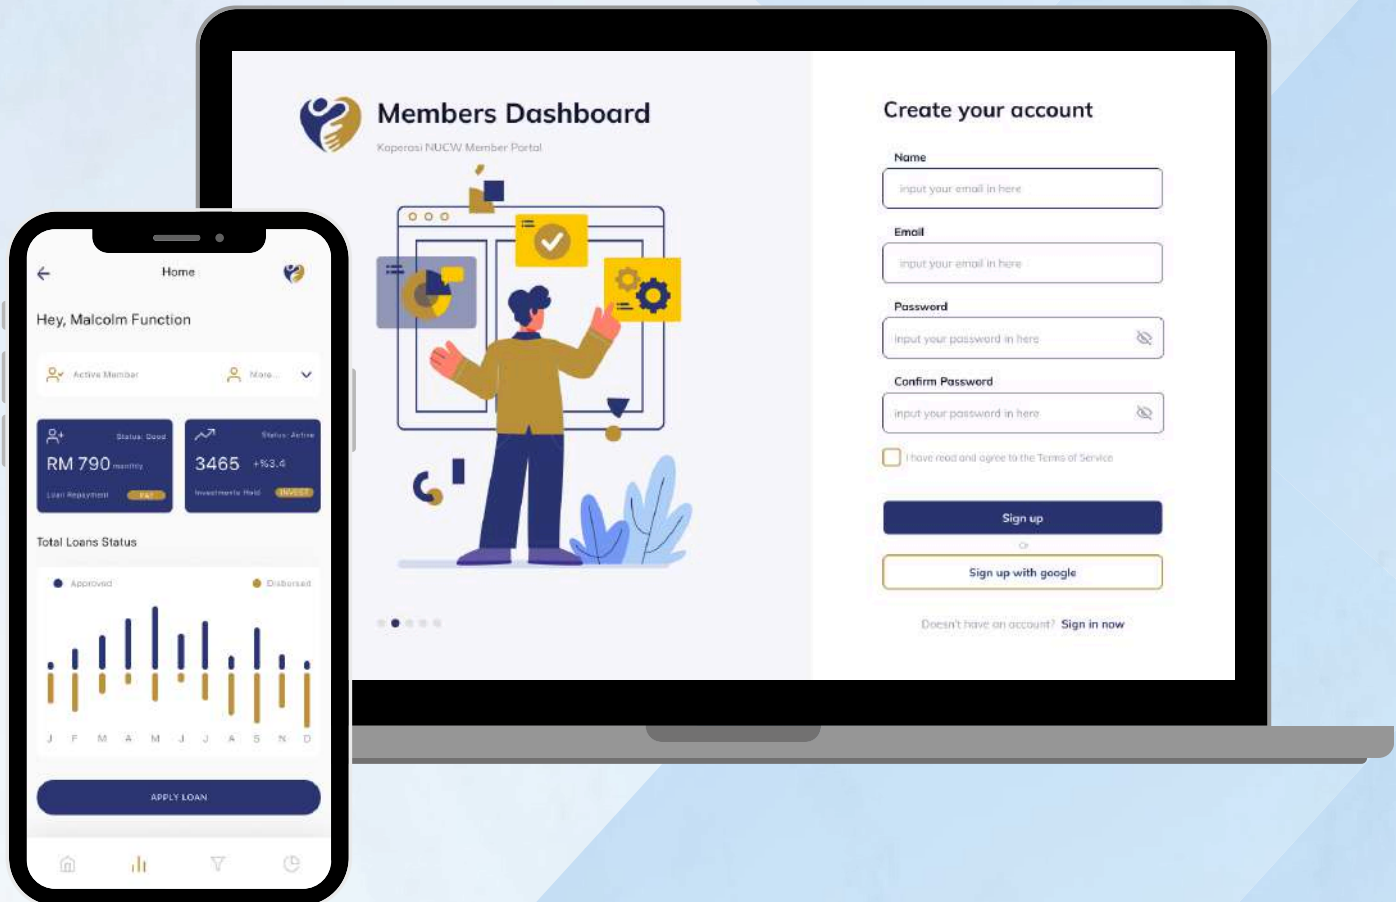 Members Dashboard
Koperasi NUCW Member Portal
Create your account
Name
input your email in here
Email
input your email in here
Password
input your password in here
Confirm Password
input your password in here
I have read and agree to the Terms of Service
Sign up
Or
Sign up with google
Doesn't have an account? Sign in now
Home
Hey, Malcolm Function
Active Member
More...
Status: Good
RM 790 monthly
Loan Repayment PAY
Status: Active
3465 +%3.4
Investments Held INVEST
Total Loans Status
Approved
Disbursed
J F M A M J J A S N D
APPLY LOAN